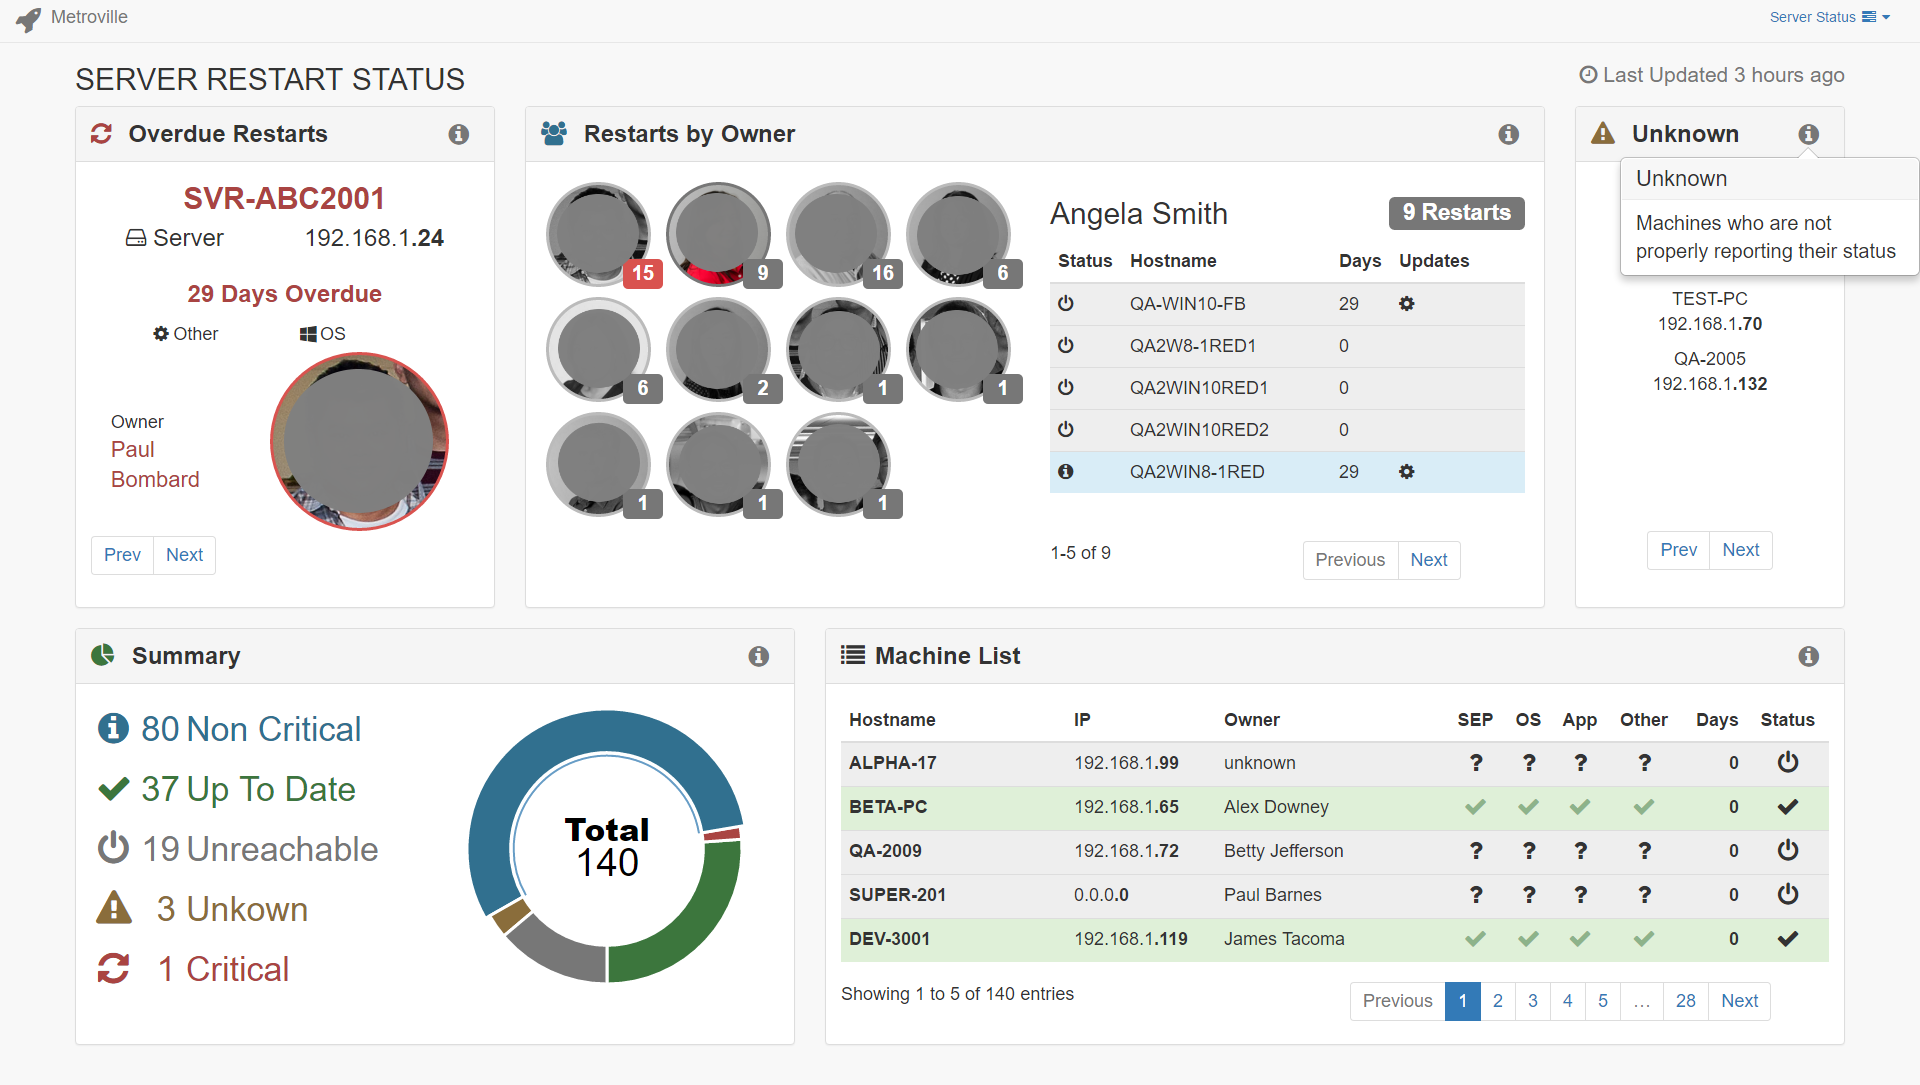 Metroville
Server Status
SERVER RESTART STATUS
Last Updated 3 hours ago
Overdue Restarts
SVR-ABC2001
Server 192.168.1.24
29 Days Overdue
Other OS
Owner
Paul
Bombard
Prev Next
Restarts by Owner
15 9 16 6
6 2 1 1
1 1 1
Angela Smith 9 Restarts
Status Hostname Days Updates
QA-WIN10-FB 29
QA2W8-1RED1 0
QA2WIN10RED1 0
QA2WIN10RED2 0
QA2WIN8-1RED 29
1-5 of 9 Previous Next
Unknown
Unknown
Machines who are not
properly reporting their status
TEST-PC
192.168.1.70
QA-2005
192.168.1.132
Prev Next
Summary
80 Non Critical
37 Up To Date
19 Unreachable
3 Unkown
1 Critical
Total
140
Machine List
Hostname IP Owner SEP OS App Other Days Status
ALPHA-17 192.168.1.99 unknown ? ? ? ? 0
BETA-PC 192.168.1.65 Alex Downey 0
QA-2009 192.168.1.72 Betty Jefferson ? ? ? ? 0
SUPER-201 0.0.0.0 Paul Barnes ? ? ? ? 0
DEV-3001 192.168.1.119 James Tacoma 0
Showing 1 to 5 of 140 entries
Previous 1 2 3 4 5 … 28 Next